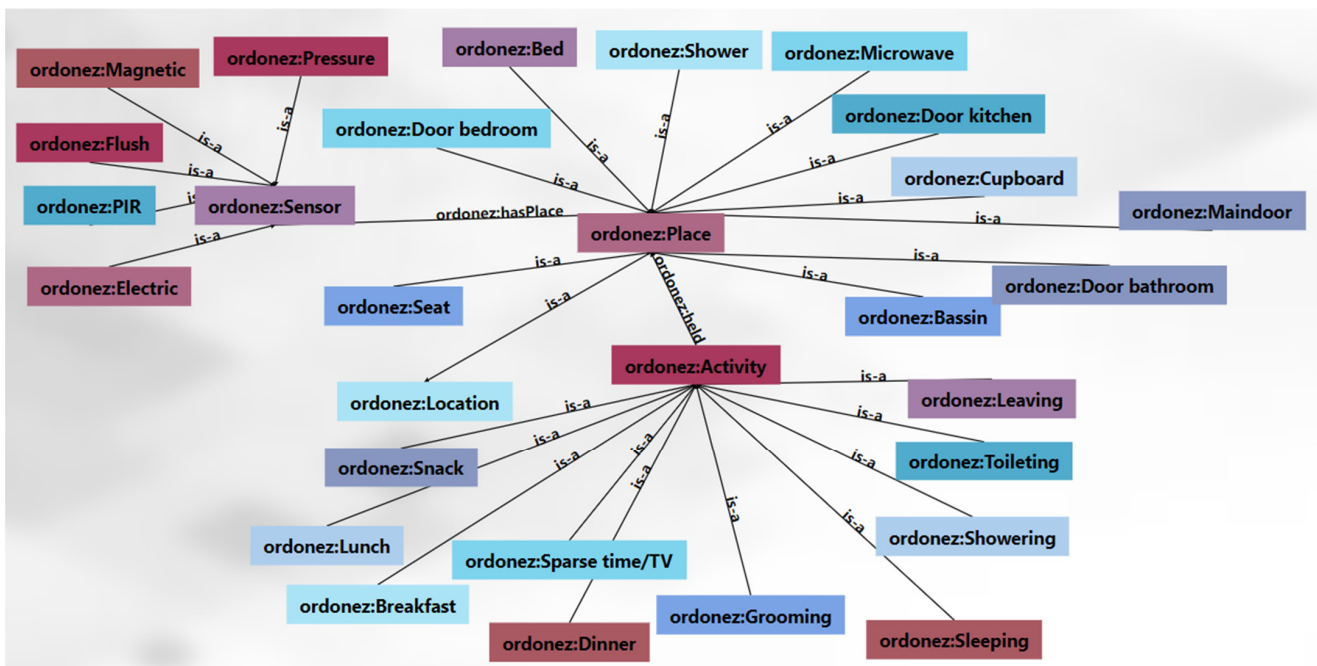 ordonez:Bed
ordonez:Shower
ordonez:Microwave
ordonez:Pressure
ordonez:Magnetic
ordonez:Door bedroom
ordonez:Door kitchen
is-a
is-a
is-a
is-a
is-a
ordonez:Flush
is-a
is-a
is-a
is-a
ordonez:Cupboard
ordonez:PIR
ordonez:Sensor
is-a
ordonez:hasPlace
is-a
ordonez:Maindoor
ordonez:Place
is-a
is-a
is-a
is-a
ordonez:Electric
ordonez:Door bathroom
ordonez:Seat
is-a
ordonez:held
ordonez:Bassin
ordonez:Activity
is-a
ordonez:Location
ordonez:Leaving
is-a
is-a
is-a
is-a
is-a
is-a
is-a
ordonez:Snack
ordonez:Toileting
is-a
is-a
is-a
ordonez:Lunch
ordonez:Showering
ordonez:Sparse time/TV
ordonez:Breakfast
ordonez:Grooming
ordonez:Dinner
ordonez:Sleeping